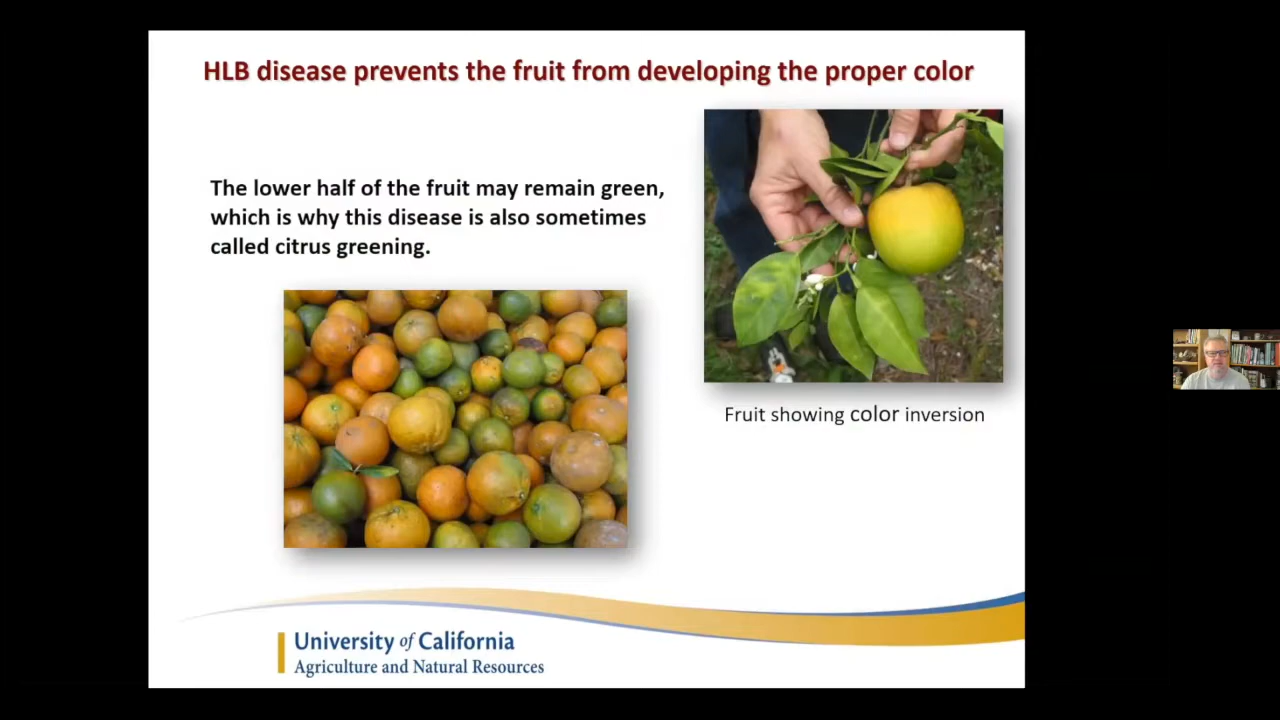 HLB disease prevents the fruit from developing the proper color
The lower half of the fruit may remain green,
which is why this disease is also sometimes
called citrus greening.
Fruit showing color inversion
University of California
Agriculture and Natural Resources